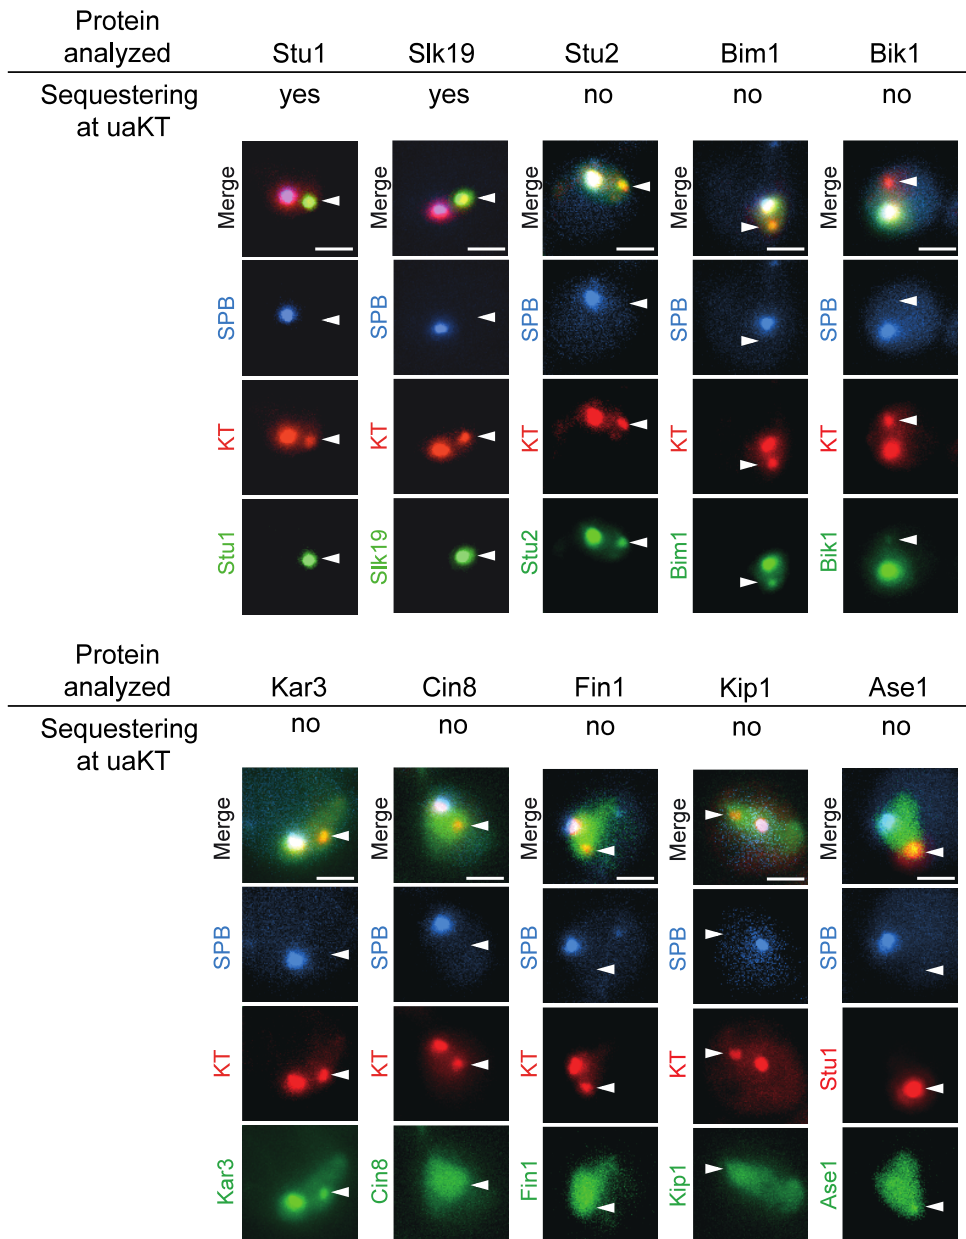 Protein analyzed Stu1 Slk19 Stu2 Bim1 Bik1
Sequestering at uaKT yes yes no no no
Merge Merge Merge Merge Merge
SPB SPB SPB SPB SPB
KT KT KT KT KT
Stu1 Slk19 Stu2 Bim1 Bik1
Protein analyzed Kar3 Cin8 Fin1 Kip1 Ase1
Sequestering at uaKT no no no no no
Merge Merge Merge Merge Merge
SPB SPB SPB SPB SPB
KT KT KT KT Stu1
Kar3 Cin8 Fin1 Kip1 Ase1